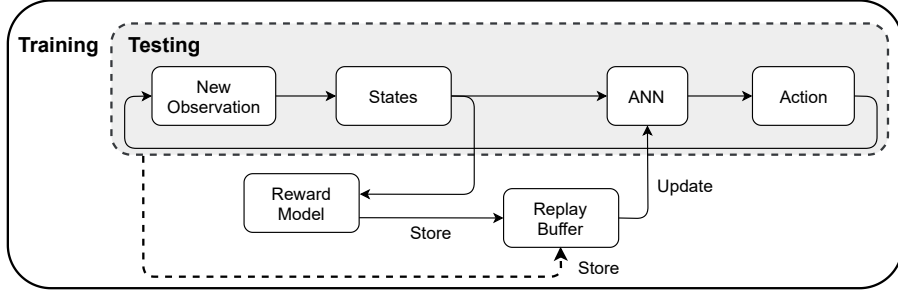 Training
Testing
New
Observation
States
ANN
Action
Reward
Model
Store
Replay
Buffer
Update
Store